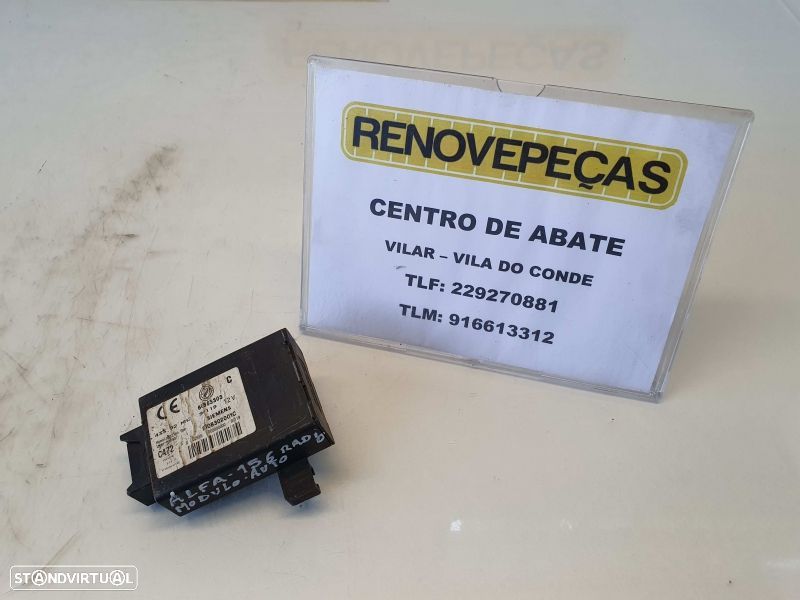 RENOVEPEÇAS
CENTRO DE ABATE
VILAR – VILA DO CONDE
TLF: 229270881
TLM: 916613312
C
CE
12V
SIEMENS
CA72
ALFA-156
MODULO-AUTO
STANDVIRTUAL